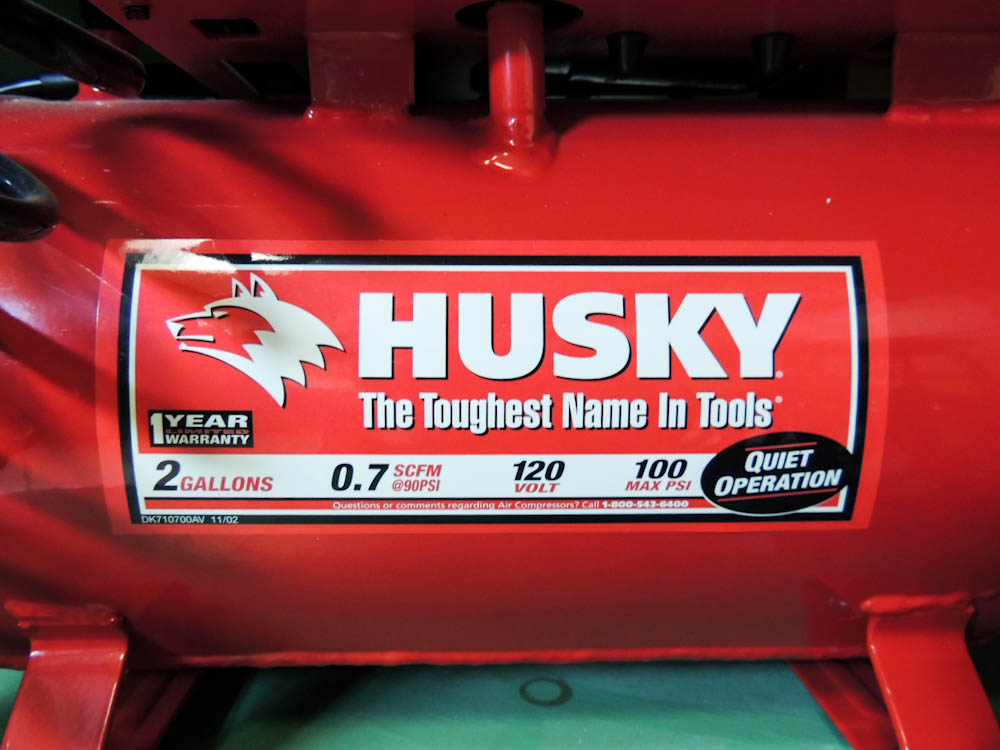 HUSKY
The Toughest Name In Tools
1 YEAR
LIMITED
WARRANTY
2 GALLONS
0.7 SCFM
@90PSI
120
VOLT
100
MAX PSI
QUIET
OPERATION
Questions or comments regarding Air Compressors? Call 1-800-543-6400
DK710700AV 11/02